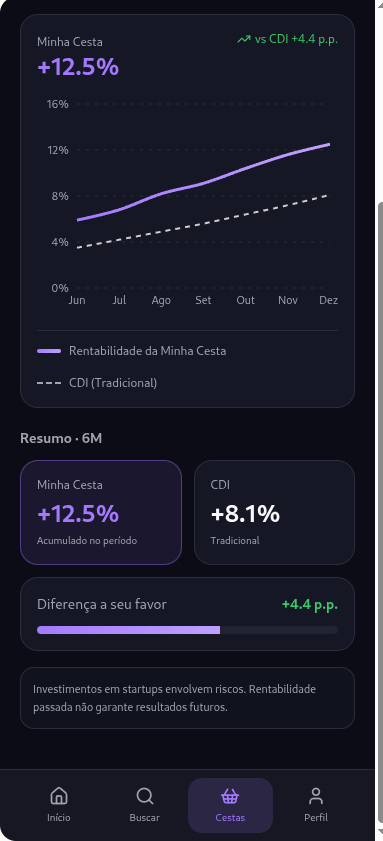 Minha Cesta
vs CDI +4.4 p.p.
+12.5%
16%
12%
8%
4%
0%
Jun Jul Ago Set Out Nov Dez
Rentabilidade da Minha Cesta
CDI (Tradicional)
Resumo · 6M
Minha Cesta
+12.5%
Acumulado no período
CDI
+8.1%
Tradicional
Diferença a seu favor
+4.4 p.p.
Investimentos em startups envolvem riscos. Rentabilidade
passada não garante resultados futuros.
Início Buscar Cestas Perfil